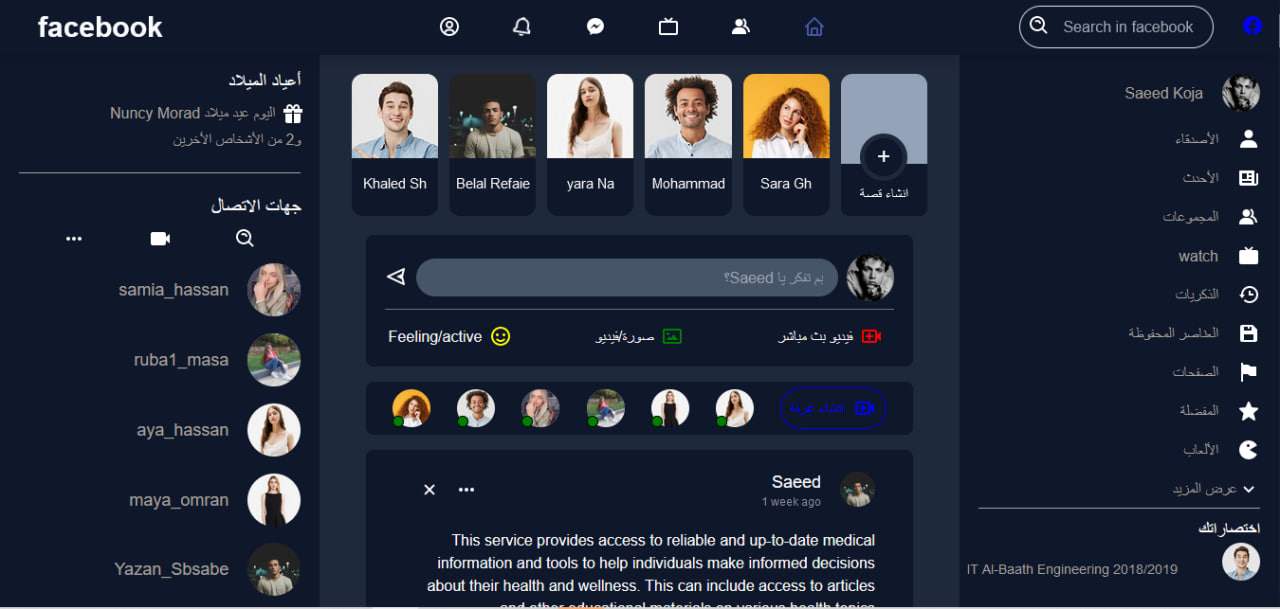 facebook
Search in facebook
Saeed Koja
الأصدقاء
الأحدث
المجموعات
watch
الذكريات
العناصر المحفوظة
الصفحات
المفضلة
الألعاب
عرض المزيد
اختصاراتك
IT Al-Baath Engineering 2018/2019
Khaled Sh
Belal Refaie
yara Na
Mohammad
Sara Gh
انشاء قصة
بم تفكر يا Saeed؟
فيديو بث مباشر
صورة/فيديو
Feeling/active
انشاء غرفة
Saeed
1 week ago
This service provides access to reliable and up-to-date medical
information and tools to help individuals make informed decisions
about their health and wellness. This can include access to articles
and other educational materials on various health topics
أعياد الميلاد
اليوم عيد ميلاد Nuncy Morad
و2 من الأشخاص الأخرين
جهات الاتصال
samia_hassan
ruba1_masa
aya_hassan
maya_omran
Yazan_Sbsabe